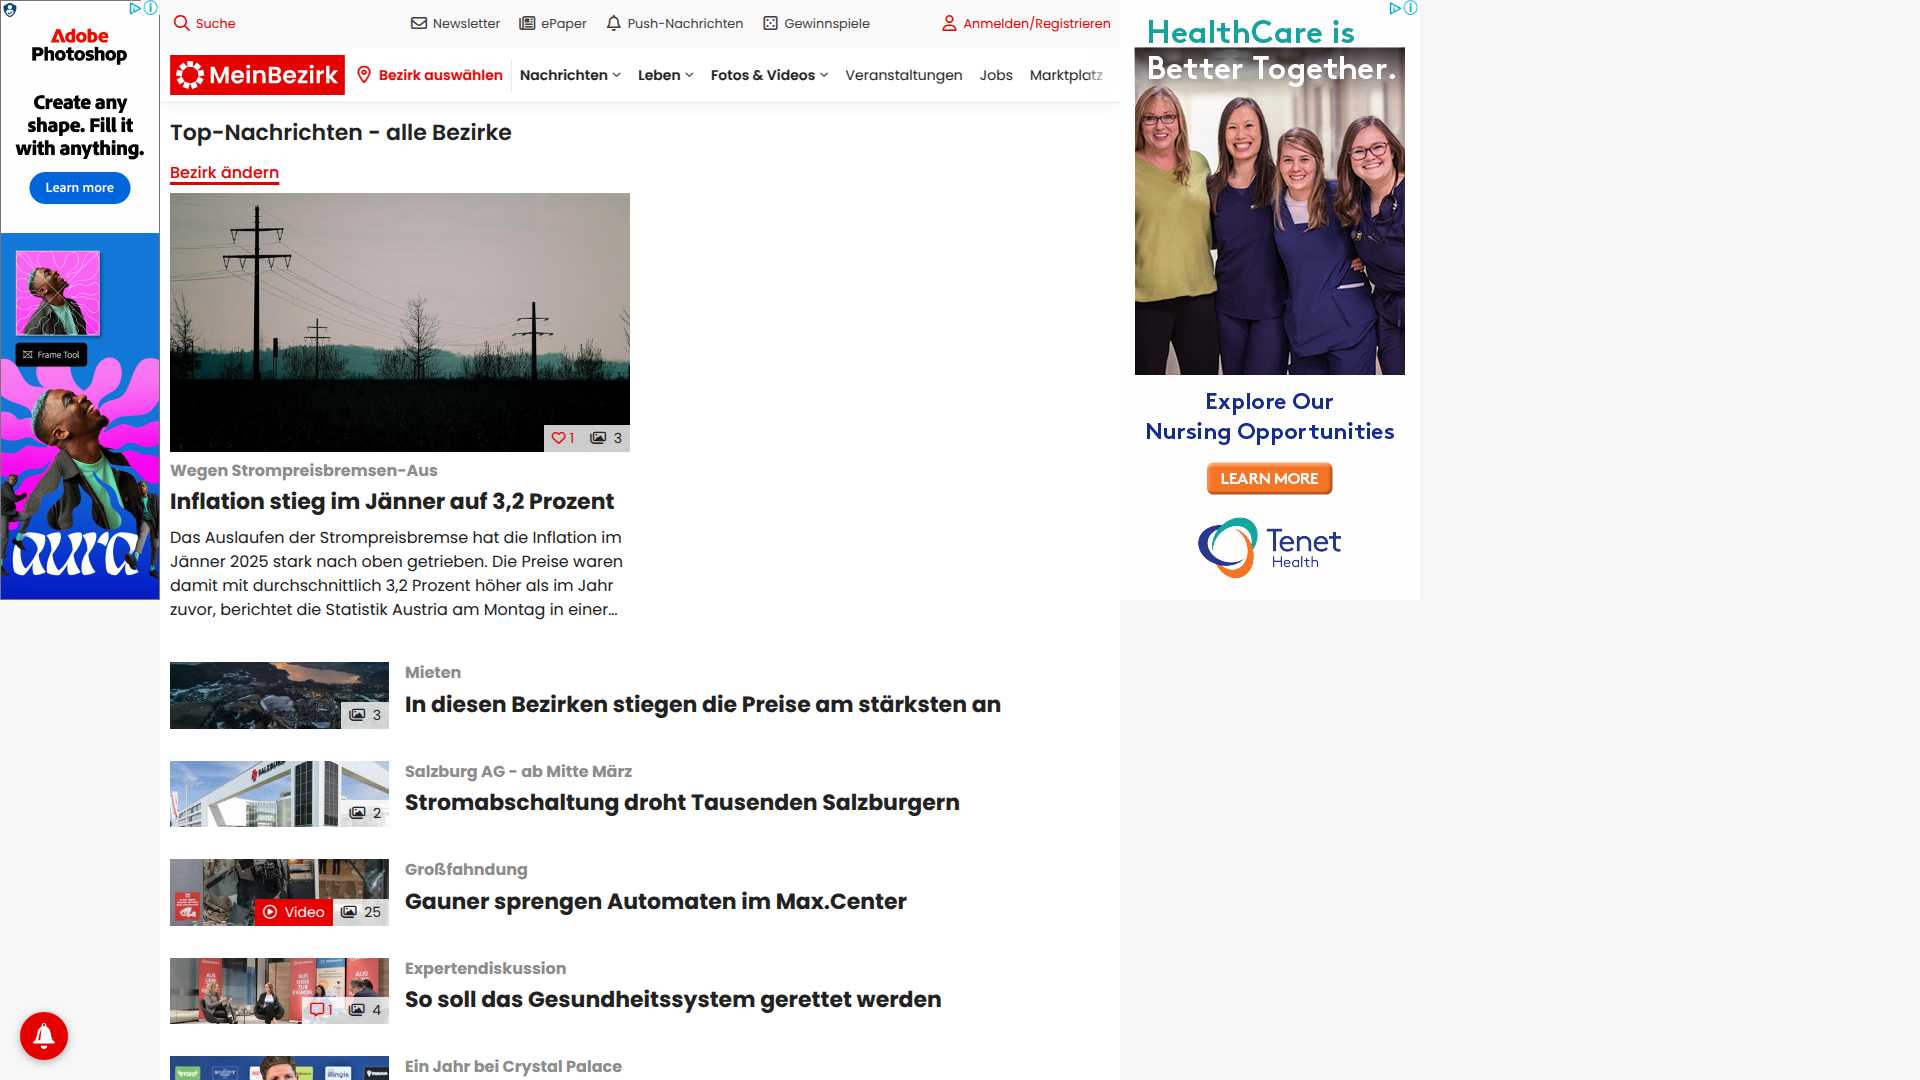 Adobe
Photoshop
Create any
shape. Fill it
with anything.
Learn more
Frame Tool
aura
Suche
Newsletter
ePaper
Push-Nachrichten
Gewinnspiele
Anmelden/Registrieren
MeinBezirk
Bezirk auswählen
Nachrichten
Leben
Fotos & Videos
Veranstaltungen
Jobs
Marktplatz
Top-Nachrichten - alle Bezirke
Bezirk ändern
1
3
Wegen Strompreisbremsen-Aus
Inflation stieg im Jänner auf 3,2 Prozent
Das Auslaufen der Strompreisbremse hat die Inflation im
Jänner 2025 stark nach oben getrieben. Die Preise waren
damit mit durchschnittlich 3,2 Prozent höher als im Jahr
zuvor, berichtet die Statistik Austria am Montag in einer...
3
Mieten
In diesen Bezirken stiegen die Preise am stärksten an
2
Salzburg AG - ab Mitte März
Stromabschaltung droht Tausenden Salzburgern
Video
25
Großfahndung
Gauner sprengen Automaten im Max.Center
1
4
Expertendiskussion
So soll das Gesundheitssystem gerettet werden
Ein Jahr bei Crystal Palace
HealthCare is
Better Together.
Explore Our
Nursing Opportunities
LEARN MORE
Tenet
Health